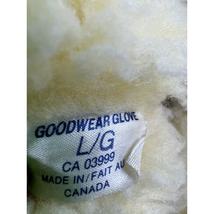 GOODWEAR GLOVE
L/G
CA 03999
MADE IN/FAIT AU
CANADA